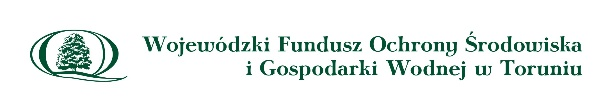 Wojewódzki Fundusz Ochrony Środowiska
i Gospodarki Wodnej w Toruniu